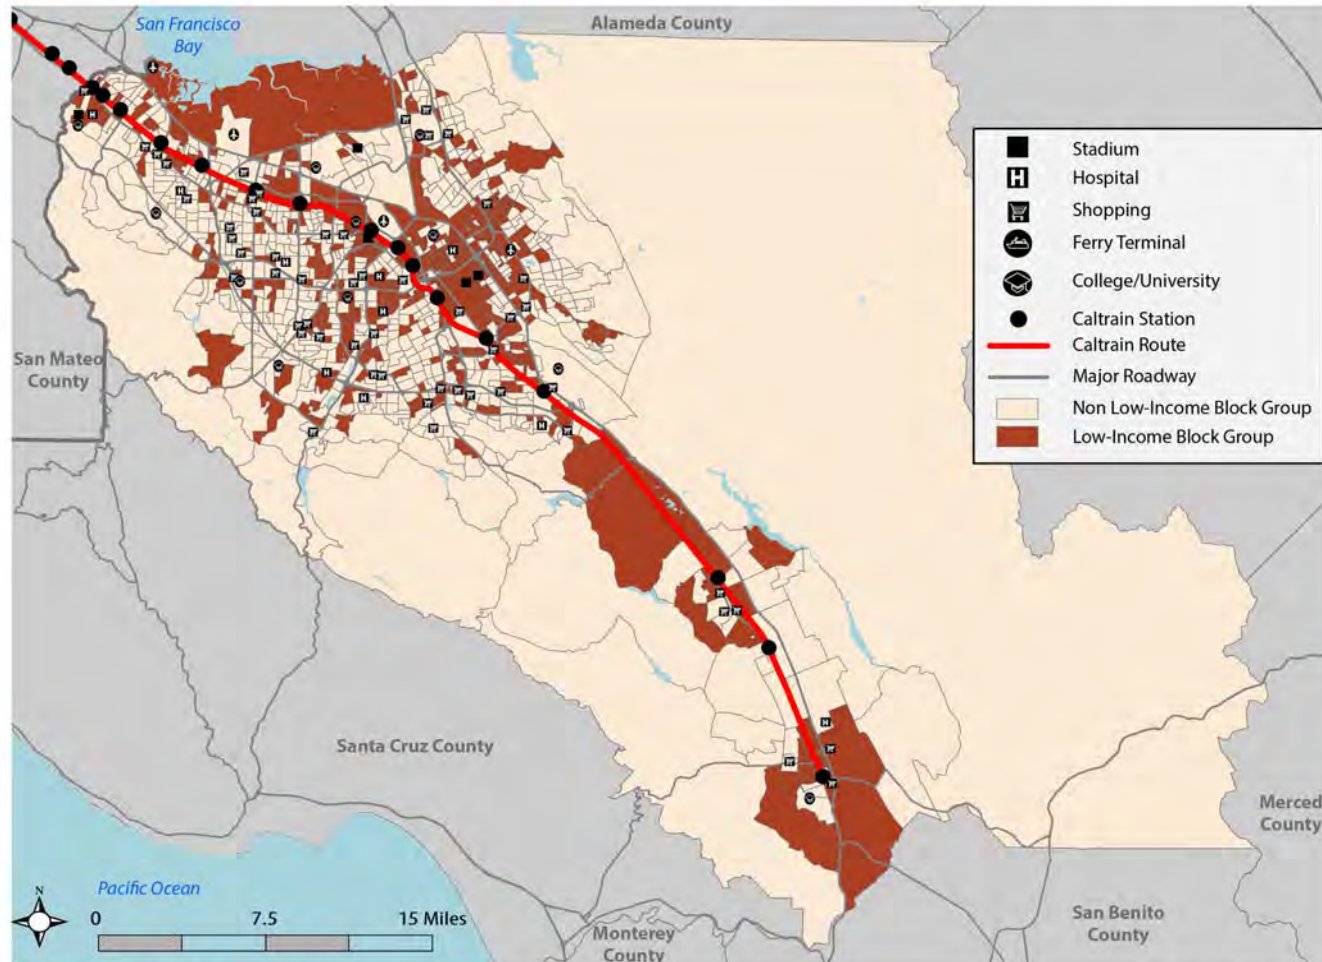 San Francisco
Bay
Alameda County
Stadium
H Hospital
Shopping
Ferry Terminal
College/University
Caltrain Station
Caltrain Route
Major Roadway
Non Low-Income Block Group
Low-Income Block Group
San Mateo
County
Santa Cruz County
Merced
County
Pacific Ocean
N
0 7.5 15 Miles
Monterey
County
San Benito
County